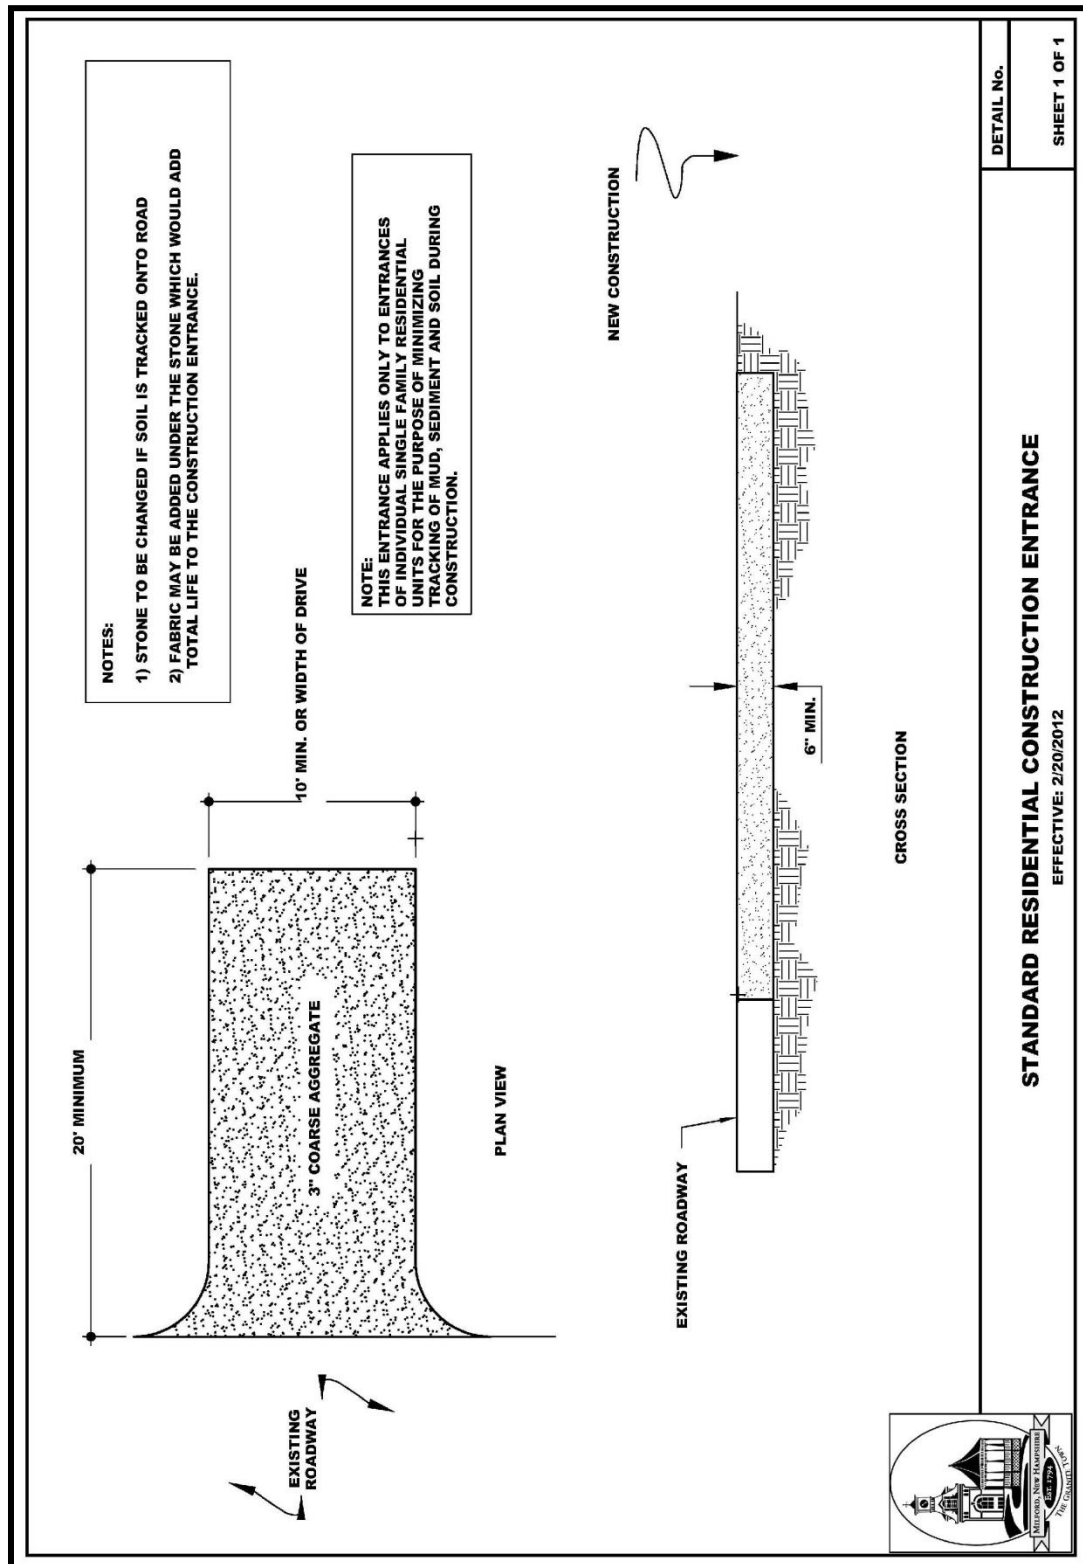 NOTES:
1) STONE TO BE CHANGED IF SOIL IS TRACKED ONTO ROAD
2) FABRIC MAY BE ADDED UNDER THE STONE WHICH WOULD ADD
TOTAL LIFE TO THE CONSTRUCTION ENTRANCE.
20' MINIMUM
10' MIN. OR WIDTH OF DRIVE
3" COARSE AGGREGATE
EXISTING
ROADWAY
PLAN VIEW
NOTE:
THIS ENTRANCE APPLIES ONLY TO ENTRANCES
OF INDIVIDUAL SINGLE FAMILY RESIDENTIAL
UNITS FOR THE PURPOSE OF MINIMIZING
TRACKING OF MUD, SEDIMENT AND SOIL DURING
CONSTRUCTION.
NEW CONSTRUCTION
EXISTING ROADWAY
6" MIN.
CROSS SECTION
MILFORD, NEW HAMPSHIRE
EST. 1794
THE GRANITE TOWN
STANDARD RESIDENTIAL CONSTRUCTION ENTRANCE
EFFECTIVE: 2/20/2012
DETAIL No.
SHEET 1 OF 1